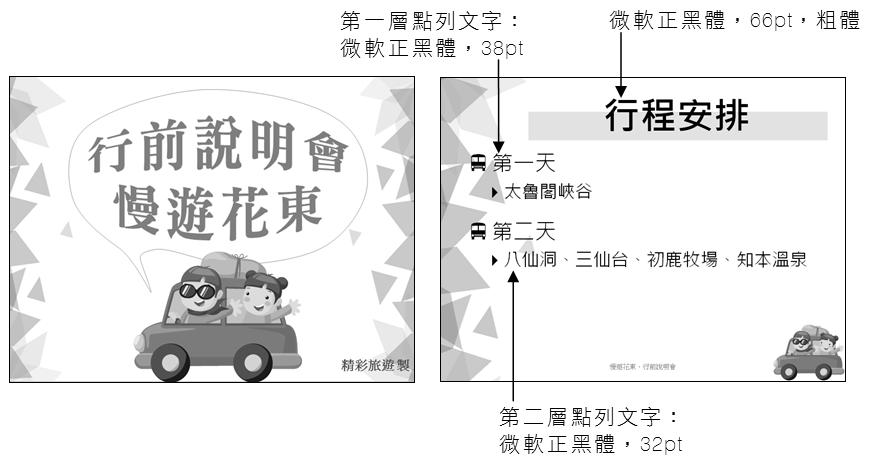 第一層點列文字：
微軟正黑體，38pt
微軟正黑體，66pt，粗體
行前說明會
慢遊花東
精彩旅遊製
行程安排
第一天
太魯閣峽谷
第二天
八仙洞、三仙台、初鹿牧場、知本溫泉
慢遊花東、行前說明會
第二層點列文字：
微軟正黑體，32pt